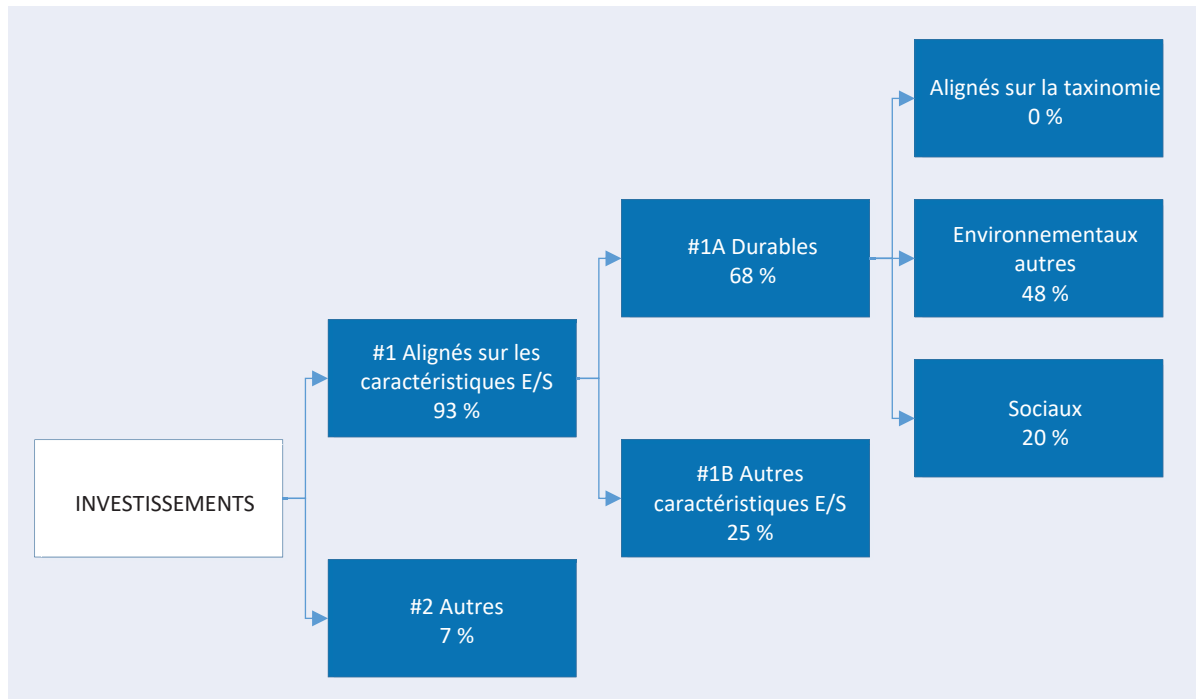 Alignés sur la taxinomie
0 %
#1A Durables
68 %
Environnementaux
autres
48 %
#1 Alignés sur les
caractéristiques E/S
93 %
Sociaux
20 %
INVESTISSEMENTS
#1B Autres
caractéristiques E/S
25 %
#2 Autres
7 %